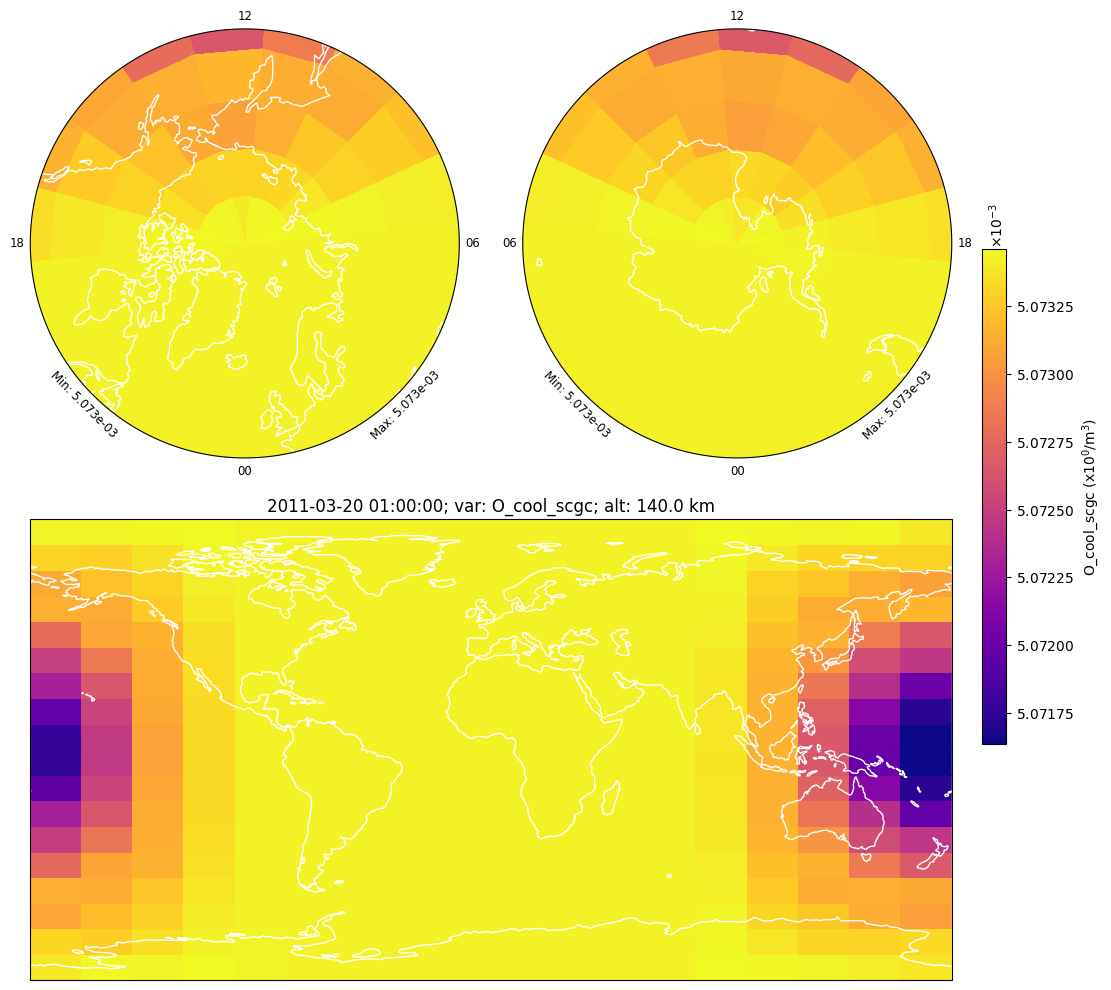 12
12
18
06
06
18
Min: 5.073e-03
Max: 5.073e-03
Min: 5.073e-03
Max: 5.073e-03
00
00
2011-03-20 01:00:00; var: O_cool_scgc; alt: 140.0 km
×10⁻³
5.07325
5.07300
5.07275
5.07250
5.07225
5.07200
5.07175
O_cool_scgc (x10⁰/m³)